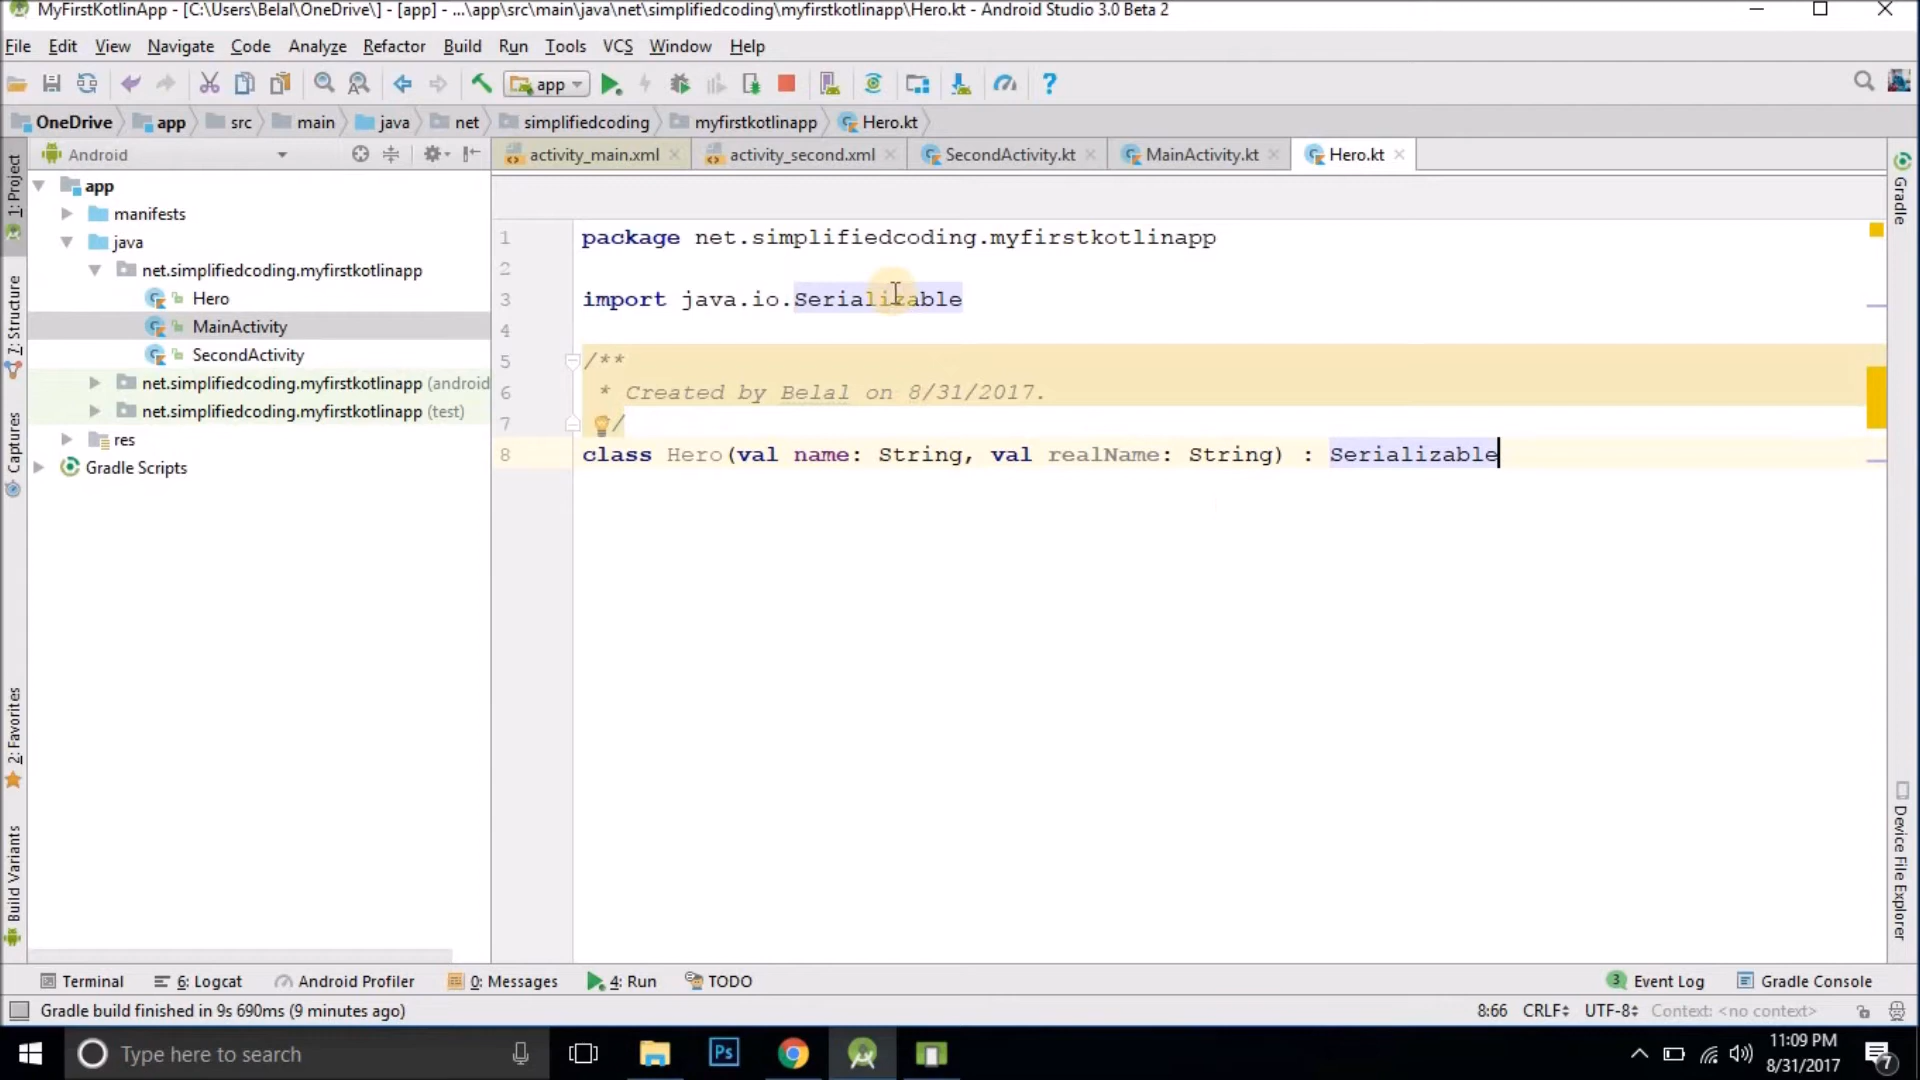 MyFirstKotlinApp - [C:\Users\Belal\OneDrive\] - [app] - ...\app\src\main\java\net\simplifiedcoding\myfirstkotlinapp\Hero.kt - Android Studio 3.0 Beta 2
File Edit View Navigate Code Analyze Refactor Build Run Tools VCS Window Help
app
OneDrive app src main java net simplifiedcoding myfirstkotlinapp Hero.kt
Android
activity_main.xml activity_second.xml SecondActivity.kt MainActivity.kt Hero.kt
1: Project
7: Structure
Captures
2: Favorites
Build Variants
app
manifests
java
net.simplifiedcoding.myfirstkotlinapp
Hero
MainActivity
SecondActivity
net.simplifiedcoding.myfirstkotlinapp (android
net.simplifiedcoding.myfirstkotlinapp (test)
res
Gradle Scripts
1 package net.simplifiedcoding.myfirstkotlinapp
2
3 import java.io.Serializable
4
5 /**
6 * Created by Belal on 8/31/2017.
7 /
8 class Hero(val name: String, val realName: String) : Serializable
Gradle
Device File Explorer
Terminal 6: Logcat Android Profiler 0: Messages 4: Run TODO 3 Event Log Gradle Console
Gradle build finished in 9s 690ms (9 minutes ago) 8:66 CRLF UTF-8 Context: <no context>
Type here to search Ps 11:09 PM
8/31/2017 7